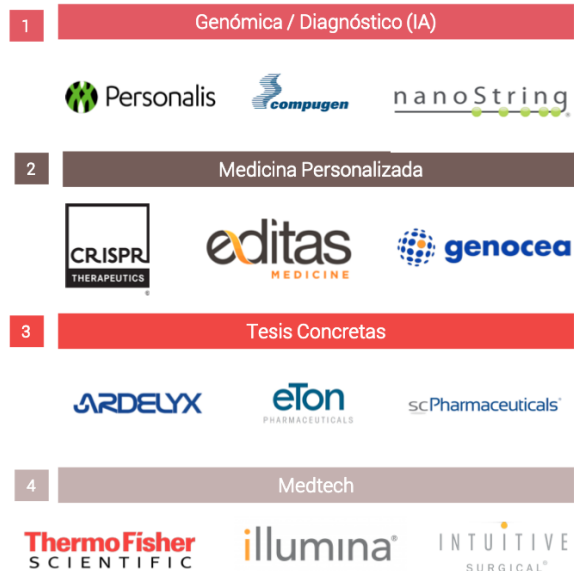 1 Genómica / Diagnóstico (IA)
Personalis compugen nanoString®
2 Medicina Personalizada
CRISPR THERAPEUTICS® editas MEDICINE genocea
3 Tesis Concretas
ARDELYX eTon PHARMACEUTICALS scPharmaceuticals®
4 Medtech
ThermoFisher SCIENTIFIC illumına® INTUITIVE SURGICAL®